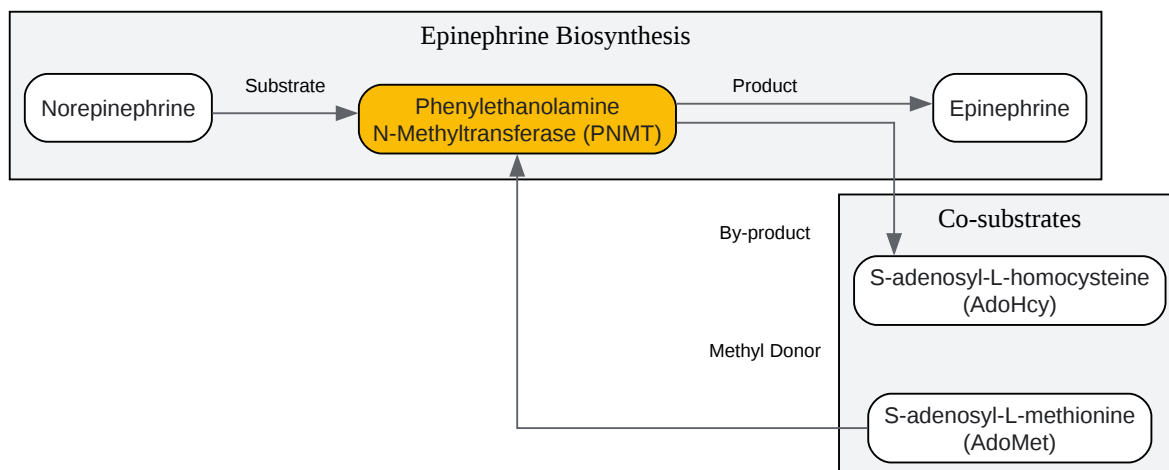 Epinephrine Biosynthesis
Norepinephrine
Substrate
Phenylethanolamine
N-Methyltransferase (PNMT)
Product
Epinephrine
By-product
Co-substrates
S-adenosyl-L-homocysteine
(AdoHcy)
Methyl Donor
S-adenosyl-L-methionine
(AdoMet)